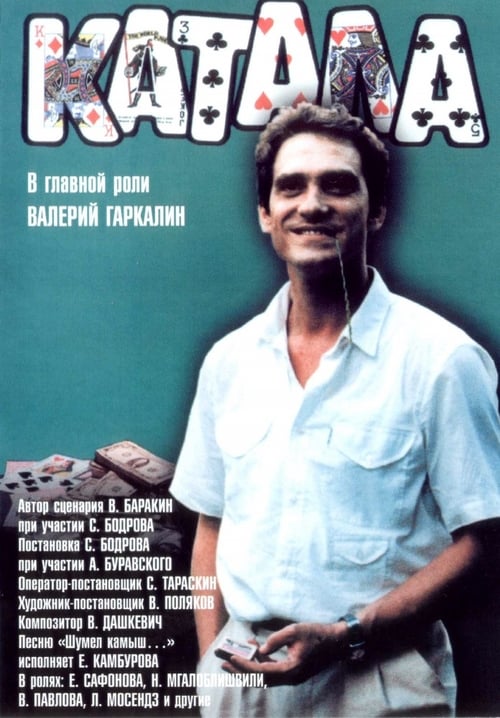 КАТАЛА
В главной роли
ВАЛЕРИЙ ГАРКАЛИН
Автор сценария В. БАРАКИН
при участии С. БОДРОВА
Постановка С. БОДРОВА
при участии А. БУРАВСКОГО
Оператор-постановщик С. ТАРАСКИН
Художник-постановщик В. ПОЛЯКОВ
Композитор В. ДАШКЕВИЧ
Песню «Шумел камыш...»
исполняет Е. КАМБУРОВА
В ролях: Е. САФОНОВА, Н. МГАЛОБЛИШВИЛИ,
В. ПАВЛОВА, Л. МОСЕНДЗ и другие